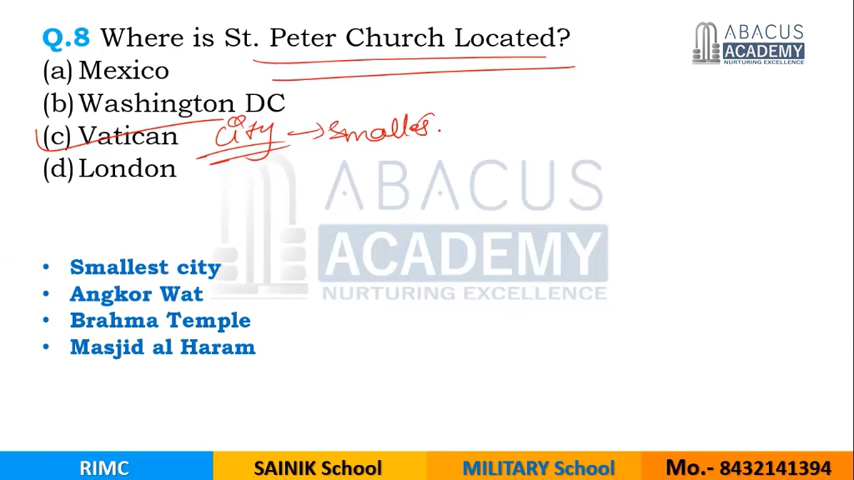 Q.8 Where is St. Peter Church Located?
ABACUS
ACADEMY
NURTURING EXCELLENCE
(a) Mexico
(b) Washington DC
(c) Vatican City → smalles.
(d) London
ABACUS
ACADEMY
NURTURING EXCELLENCE
• Smallest city
• Angkor Wat
• Brahma Temple
• Masjid al Haram
RIMC SAINIK School MILITARY School Mo.- 8432141394